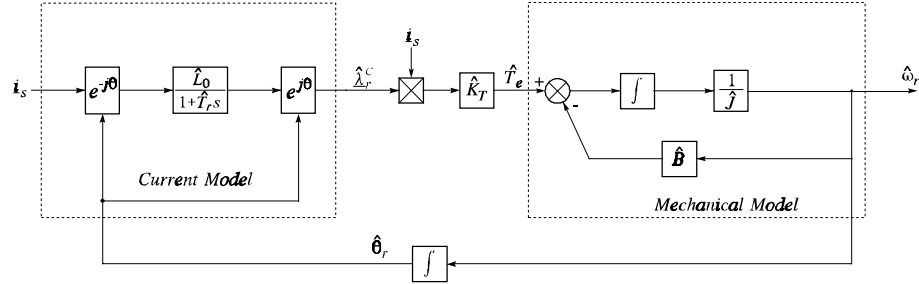 i_s
e^{-jθ̂}
L̂_0
1+T̂_r s
e^{jθ̂}
λ̂_r^C
i_s
K̂_T
T̂_e
+
-
∫
1
Ĵ
ω̂_r
B̂
Current Model
Mechanical Model
θ̂_r
∫